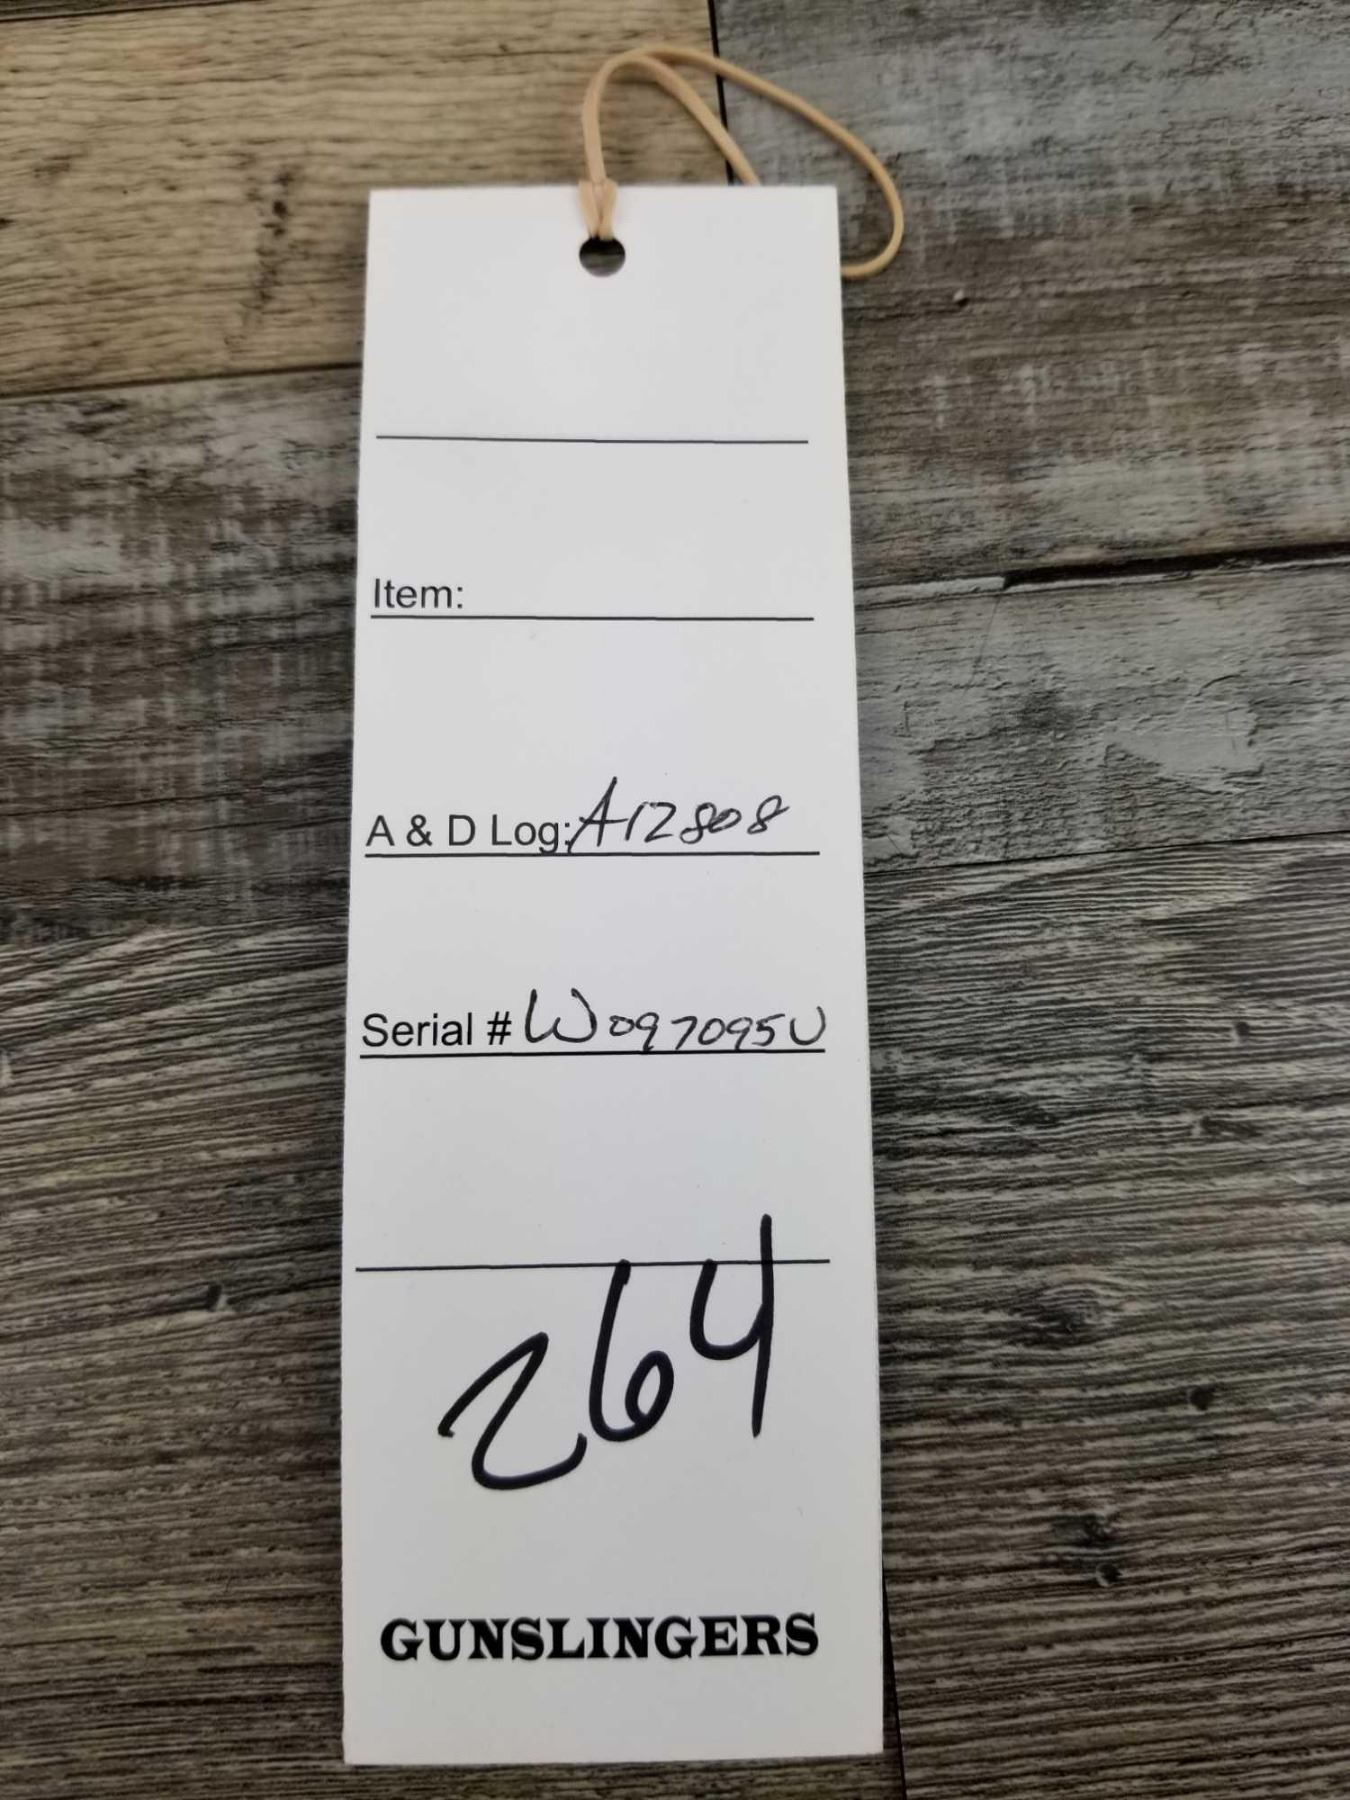 Item:
A & D Log: A12808
Serial # W097095U
264
GUNSLINGERS